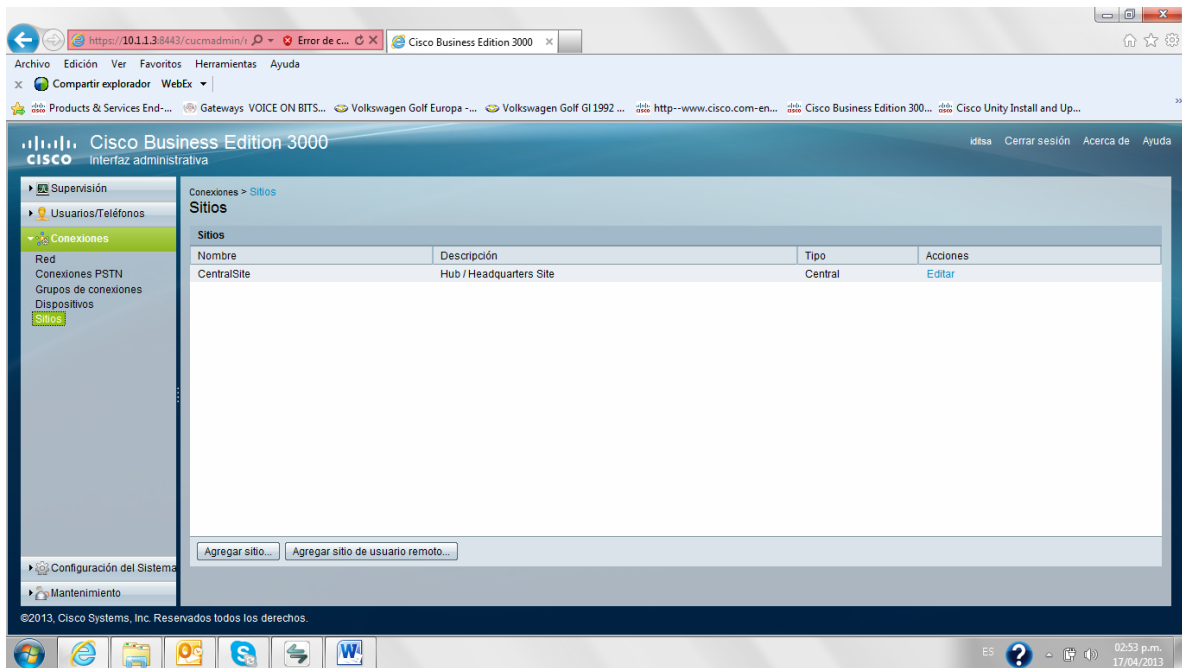 https://10.1.1.3:8443/cucmadmin/r
Error de c...
Cisco Business Edition 3000
Archivo Edición Ver Favoritos Herramientas Ayuda
x Compartir explorador WebEx
Products & Services End-... Gateways VOICE ON BITS... Volkswagen Golf Europa -... Volkswagen Golf Gl 1992 ... http--www.cisco.com-en... Cisco Business Edition 300... Cisco Unity Install and Up...
CISCO
Cisco Business Edition 3000
Interfaz administrativa
iditsa Cerrar sesión Acerca de Ayuda
Supervisión
Usuarios/Teléfonos
Conexiones
Red
Conexiones PSTN
Grupos de conexiones
Dispositivos
Sitios
Configuración del Sistema
Mantenimiento
Conexiones > Sitios
Sitios
Sitios
Nombre Descripción Tipo Acciones
CentralSite Hub / Headquarters Site Central Editar
Agregar sitio... Agregar sitio de usuario remoto...
©2013, Cisco Systems, Inc. Reservados todos los derechos.
ES
02:53 p.m.
17/04/2013